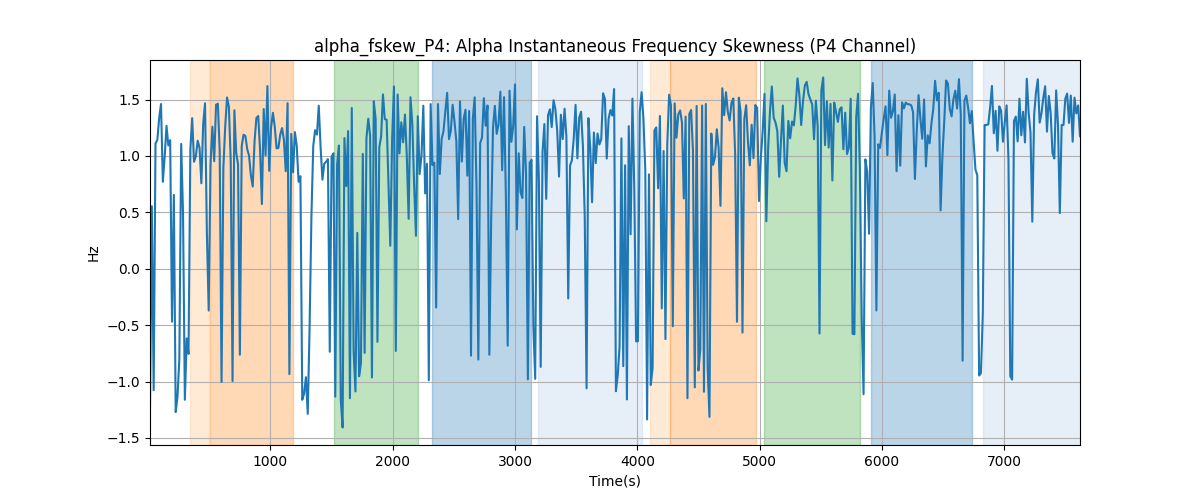 alpha_fskew_P4: Alpha Instantaneous Frequency Skewness (P4 Channel)
Hz
1.5
1.0
0.5
0.0
−0.5
−1.0
−1.5
1000 2000 3000 4000 5000 6000 7000
Time(s)